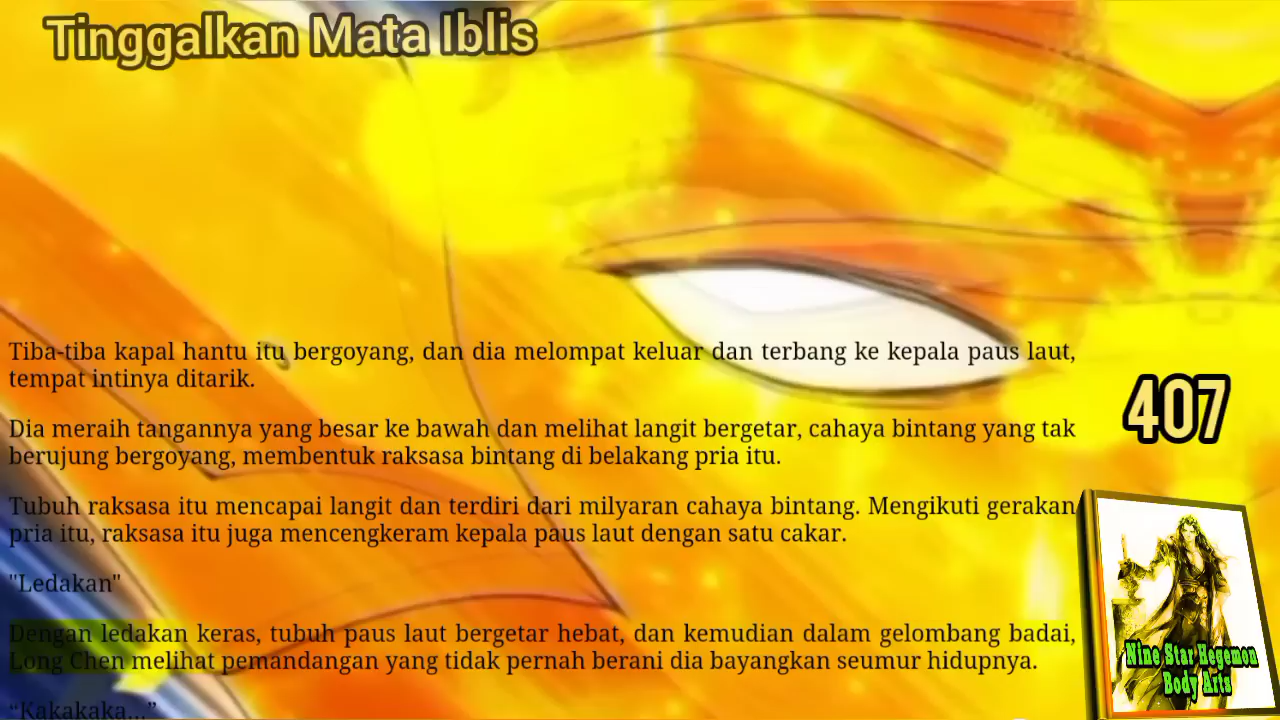 Tinggalkan Mata Iblis
Tiba-tiba kapal hantu itu bergoyang, dan dia melompat keluar dan terbang ke kepala paus laut,
tempat intinya ditarik.
Dia meraih tangannya yang besar ke bawah dan melihat langit bergetar, cahaya bintang yang tak
berujung bergoyang, membentuk raksasa bintang di belakang pria itu.
407
Tubuh raksasa itu mencapai langit dan terdiri dari milyaran cahaya bintang. Mengikuti gerakan
pria itu, raksasa itu juga mencengkeram kepala paus laut dengan satu cakar.
"Ledakan"
Dengan ledakan keras, tubuh paus laut bergetar hebat, dan kemudian dalam gelombang badai,
Long Chen melihat pemandangan yang tidak pernah berani dia bayangkan seumur hidupnya.
“Kakakaka...”
Nine Star Hegemon
Body Arts